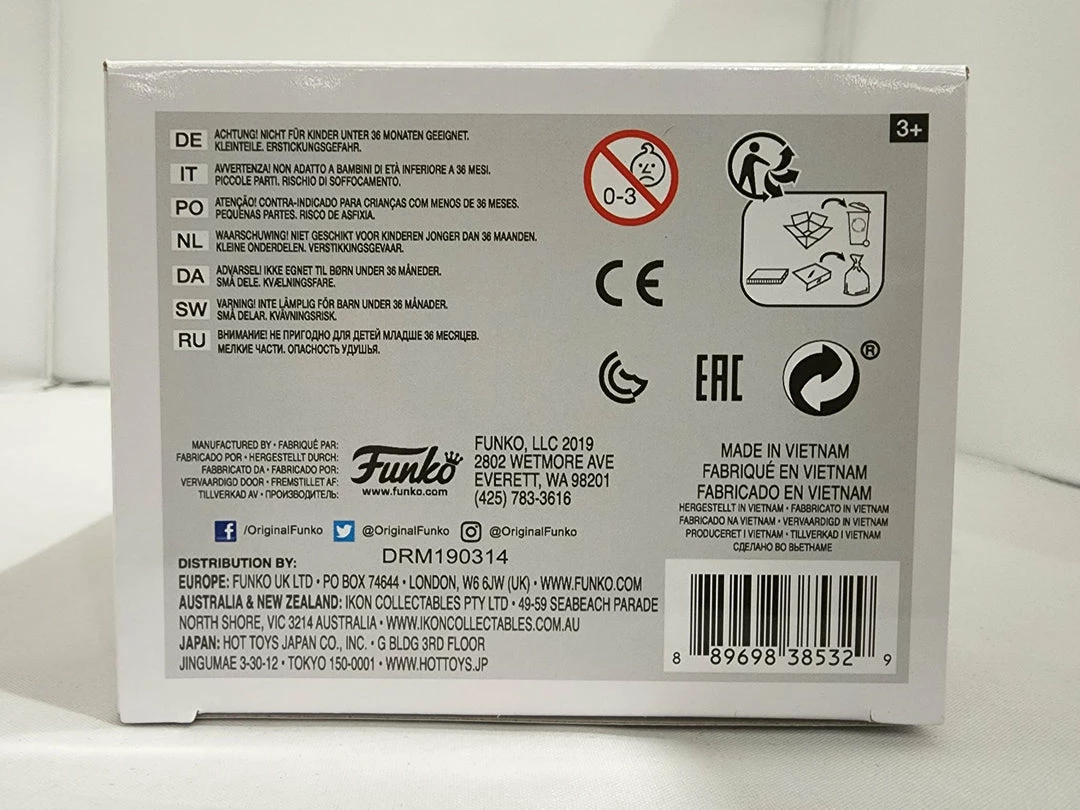 3+
DE ACHTUNG! NICHT FÜR KINDER UNTER 36 MONATEN GEEIGNET.
KLEINTEILE. ERSTICKUNGSGEFAHR.
IT AVVERTENZA! NON ADATTO A BAMBINI DI ETÀ INFERIORE A 36 MESI.
PICCOLE PARTI. RISCHIO DI SOFFOCAMENTO.
PO ATENÇÃO! CONTRA-INDICADO PARA CRIANÇAS COM MENOS DE 36 MESES.
PEQUENAS PARTES. RISCO DE ASFIXIA.
NL WAARSCHUWING! NIET GESCHIKT VOOR KINDEREN JONGER DAN 36 MAANDEN.
KLEINE ONDERDELEN. VERSTIKKINGSGEVAAR.
DA ADVARSEL! IKKE EGNET TIL BØRN UNDER 36 MÅNEDER.
SMÅ DELE. KVÆLNINGSFARE.
SW VARNING! INTE LÄMPLIG FÖR BARN UNDER 36 MÅNADER.
SMÅ DELAR. KVÄVNINGSRISK.
RU ВНИМАНИЕ! НЕ ПРИГОДНО ДЛЯ ДЕТЕЙ МЛАДШЕ 36 МЕСЯЦЕВ.
МЕЛКИЕ ЧАСТИ. ОПАСНОСТЬ УДУШЬЯ.
0-3
CE
EAC
®
MANUFACTURED BY • FABRIQUÉ PAR:
FABRICADO POR • HERGESTELLT DURCH:
FABBRICATO DA • FABRICADO POR:
VERVAARDIGD DOOR • FREMSTILLET AF:
TILLVERKAD AV • ПРОИЗВОДИТЕЛЬ:
Funko
www.funko.com
FUNKO, LLC 2019
2802 WETMORE AVE
EVERETT, WA 98201
(425) 783-3616
/OriginalFunko @OriginalFunko @OriginalFunko
DRM190314
DISTRIBUTION BY:
EUROPE: FUNKO UK LTD • PO BOX 74644 • LONDON, W6 6JW (UK) • WWW.FUNKO.COM
AUSTRALIA & NEW ZEALAND: IKON COLLECTABLES PTY LTD • 49-59 SEABEACH PARADE
NORTH SHORE, VIC 3214 AUSTRALIA • WWW.IKONCOLLECTABLES.COM.AU
JAPAN: HOT TOYS JAPAN CO., INC. • G BLDG 3RD FLOOR
JINGUMAE 3-30-12 • TOKYO 150-0001 • WWW.HOTTOYS.JP
MADE IN VIETNAM
FABRIQUÉ EN VIETNAM
FABRICADO EN VIETNAM
HERGESTELLT IN VIETNAM • FABBRICATO IN VIETNAM
FABRICADO NA VIETNAM • VERVAARDIGD IN VIETNAM
PRODUCERET I VIETNAM • TILLVERKAD I VIETNAM
СДЕЛАНО ВО ВЬЕТНАМЕ
8 89698 38532 9